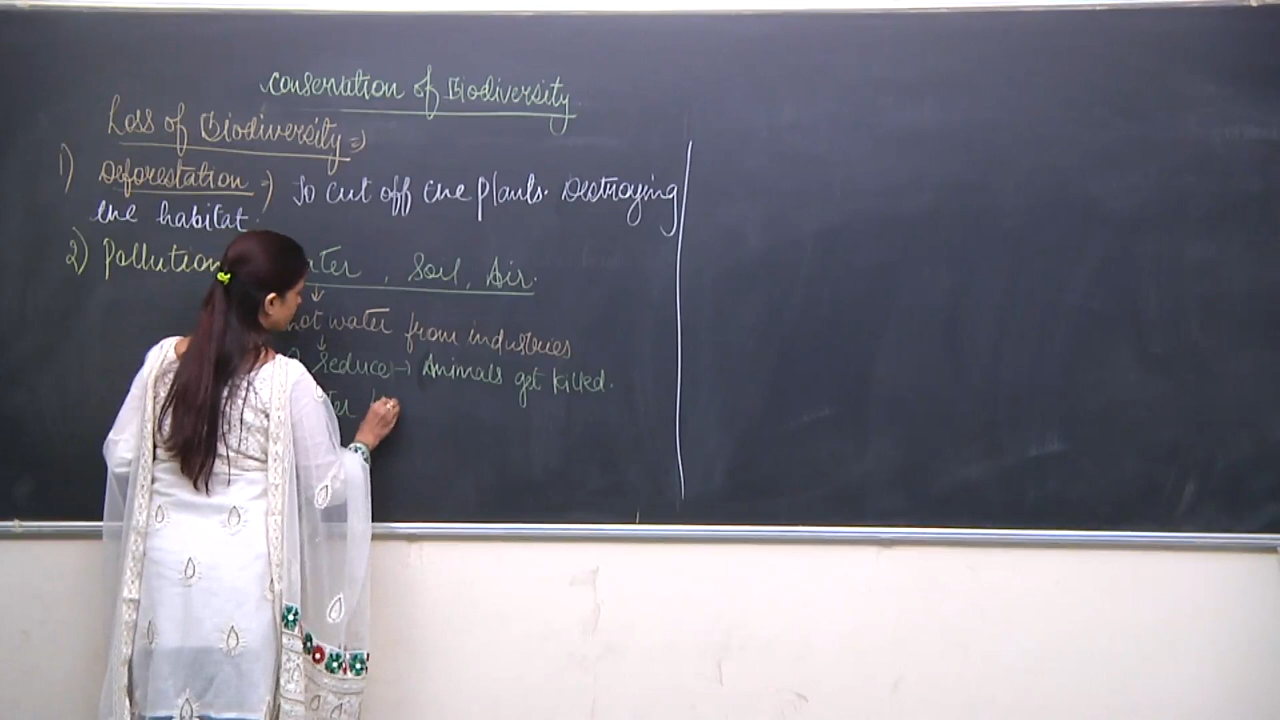 Conservation of Biodiversity
Loss of Biodiversity =>
1) Deforestation => To cut off the plants. Destroying
the habitat.
2) Pollution , Soil, Air.
↓
hot water from industries
↓
reduce → Animals get killed.